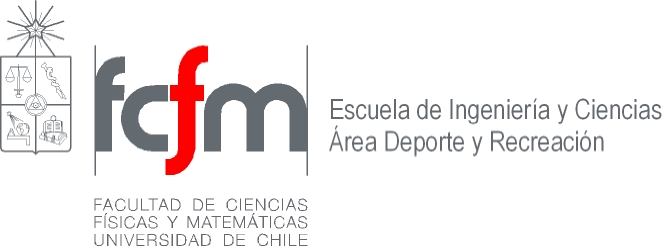 fcfm
Escuela de Ingeniería y Ciencias
Área Deporte y Recreación
FACULTAD DE CIENCIAS
FÍSICAS Y MATEMÁTICAS
UNIVERSIDAD DE CHILE